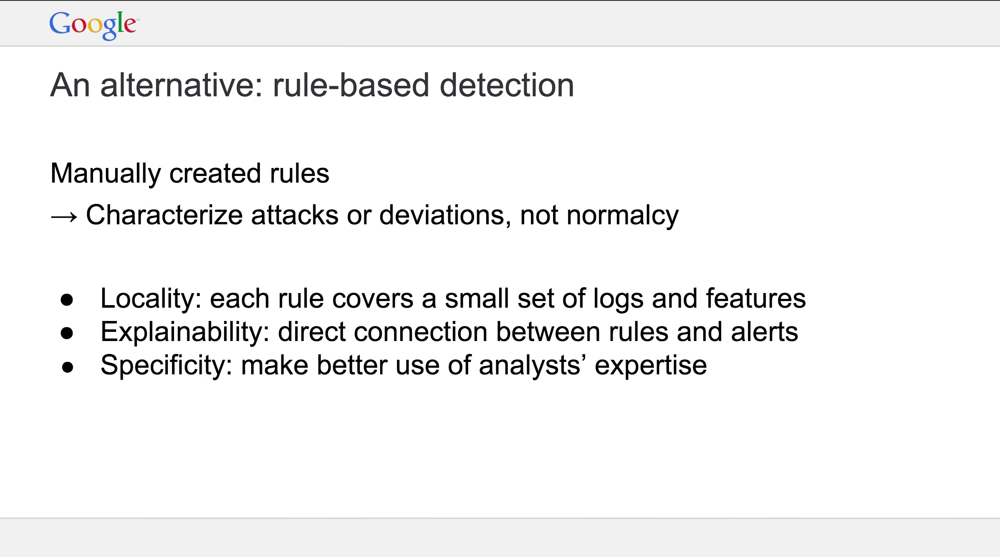 Google™
An alternative: rule-based detection
Manually created rules
→ Characterize attacks or deviations, not normalcy
● Locality: each rule covers a small set of logs and features
● Explainability: direct connection between rules and alerts
● Specificity: make better use of analysts’ expertise